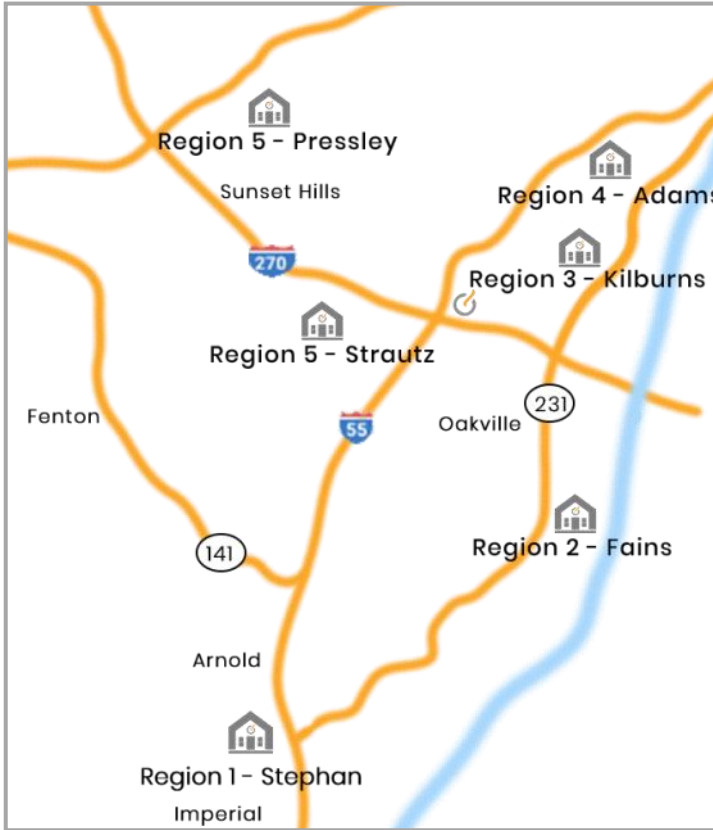 Region 5 - Pressley
Sunset Hills
Region 4 - Adams
270
Region 3 - Kilburns
Region 5 - Strautz
231
Fenton
Oakville
55
Region 2 - Fains
141
Arnold
Region 1 - Stephan
Imperial